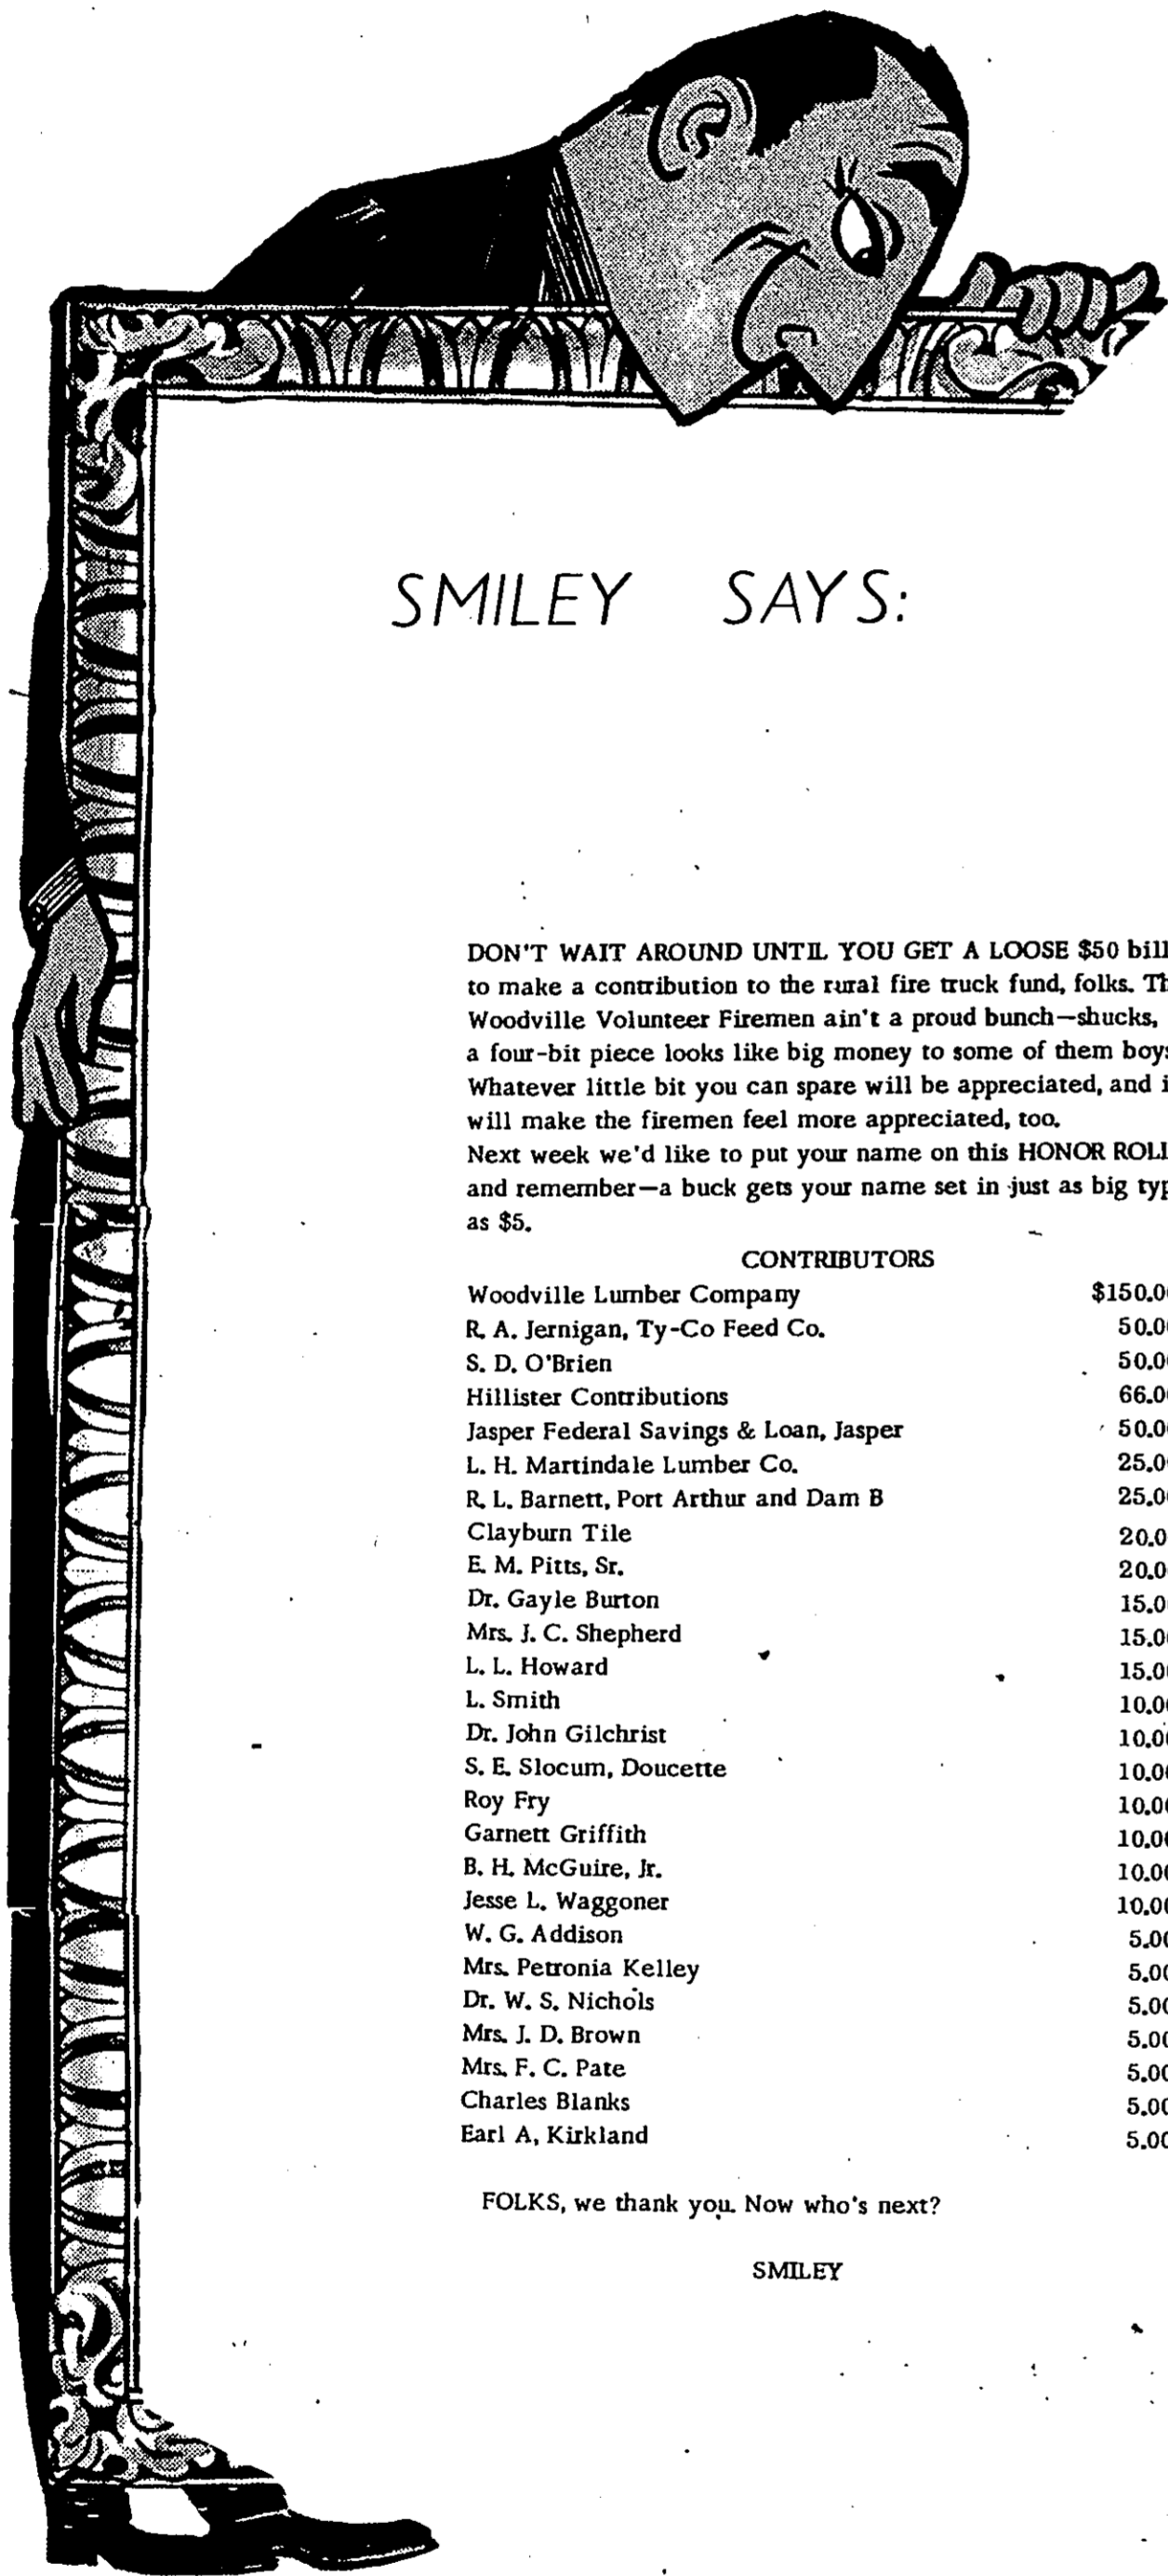 SMILEY SAYS:
DON'T WAIT AROUND UNTIL YOU GET A LOOSE $50 bill
to make a contribution to the rural fire truck fund, folks. Th
Woodville Volunteer Firemen ain't a proud bunch—shucks,
a four-bit piece looks like big money to some of them boys
Whatever little bit you can spare will be appreciated, and i
will make the firemen feel more appreciated, too.
Next week we'd like to put your name on this HONOR ROLL
and remember—a buck gets your name set in just as big typ
as $5.
CONTRIBUTORS
Woodville Lumber Company $150.00
R. A. Jernigan, Ty-Co Feed Co. 50.00
S. D. O'Brien 50.00
Hillister Contributions 66.00
Jasper Federal Savings & Loan, Jasper 50.00
L. H. Martindale Lumber Co. 25.00
R. L. Barnett, Port Arthur and Dam B 25.00
Clayburn Tile 20.0
E. M. Pitts, Sr. 20.0
Dr. Gayle Burton 15.00
Mrs. J. C. Shepherd 15.00
L. L. Howard 15.00
L. Smith 10.00
Dr. John Gilchrist 10.00
S. E. Slocum, Doucette 10.00
Roy Fry 10.00
Garnett Griffith 10.00
B. H. McGuire, Jr. 10.00
Jesse L. Waggoner 10.00
W. G. Addison 5.00
Mrs. Petronia Kelley 5.00
Dr. W. S. Nichols 5.00
Mrs. J. D. Brown 5.00
Mrs. F. C. Pate 5.00
Charles Blanks 5.00
Earl A, Kirkland 5.00
FOLKS, we thank you. Now who's next?
SMILEY